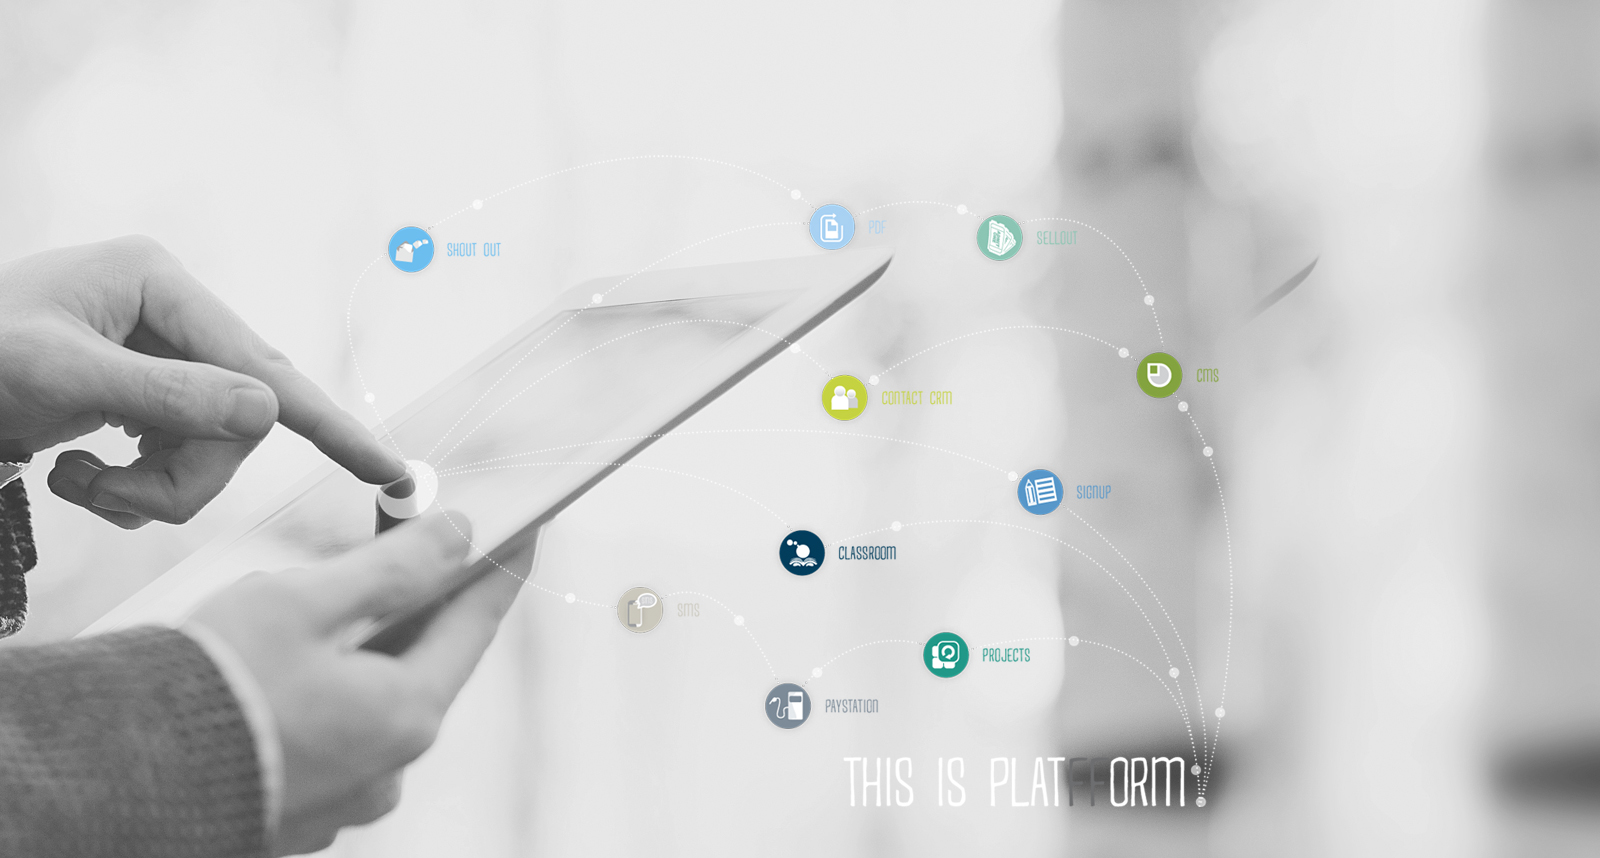 PDF
SELLOUT
SHOUT OUT
CMS
CONTACT CRM
SIGNUP
CLASSROOM
SMS
PROJECTS
PAYSTATION
THIS IS PLATFFORM